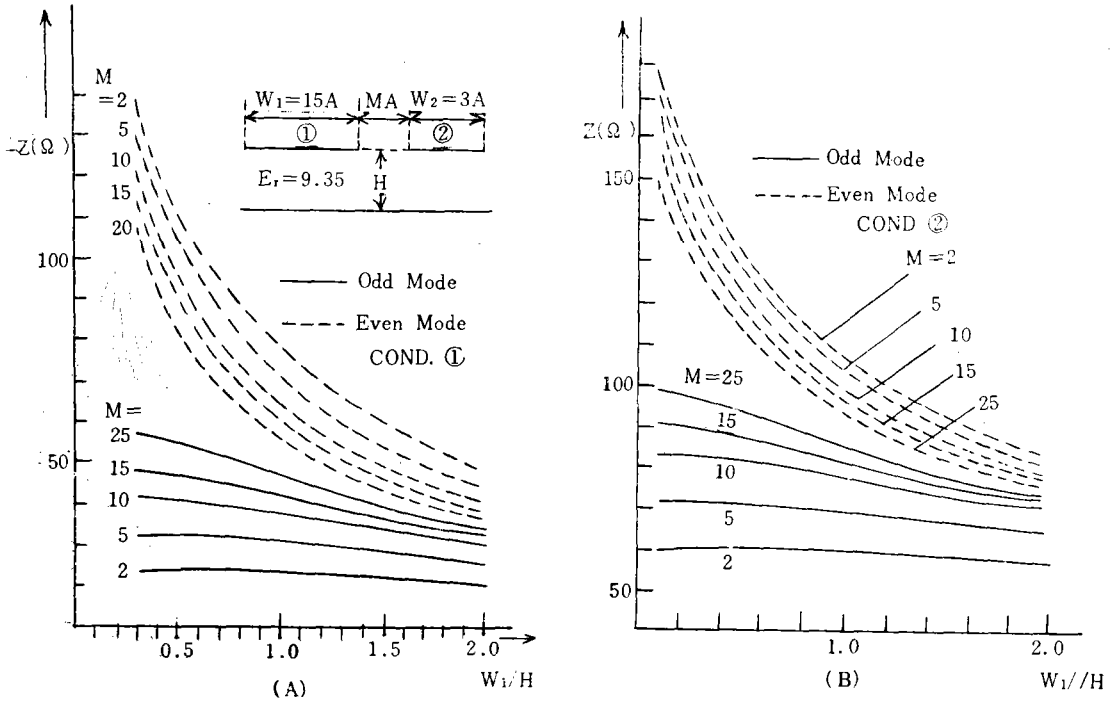 M
=2
5
10
15
20
Z(Ω)
100
50
W₁=15A MA W₂=3A
① ②
Eᵣ=9.35 H
Odd Mode
Even Mode
COND. ①
M=
25
15
10
5
2
0.5 1.0 1.5 2.0
W₁/H
(A)
Z(Ω)
150
100
50
Odd Mode
Even Mode
COND ②
M=2
5
10
15
25
M=25
15
10
5
2
1.0 2.0
W₁//H
(B)